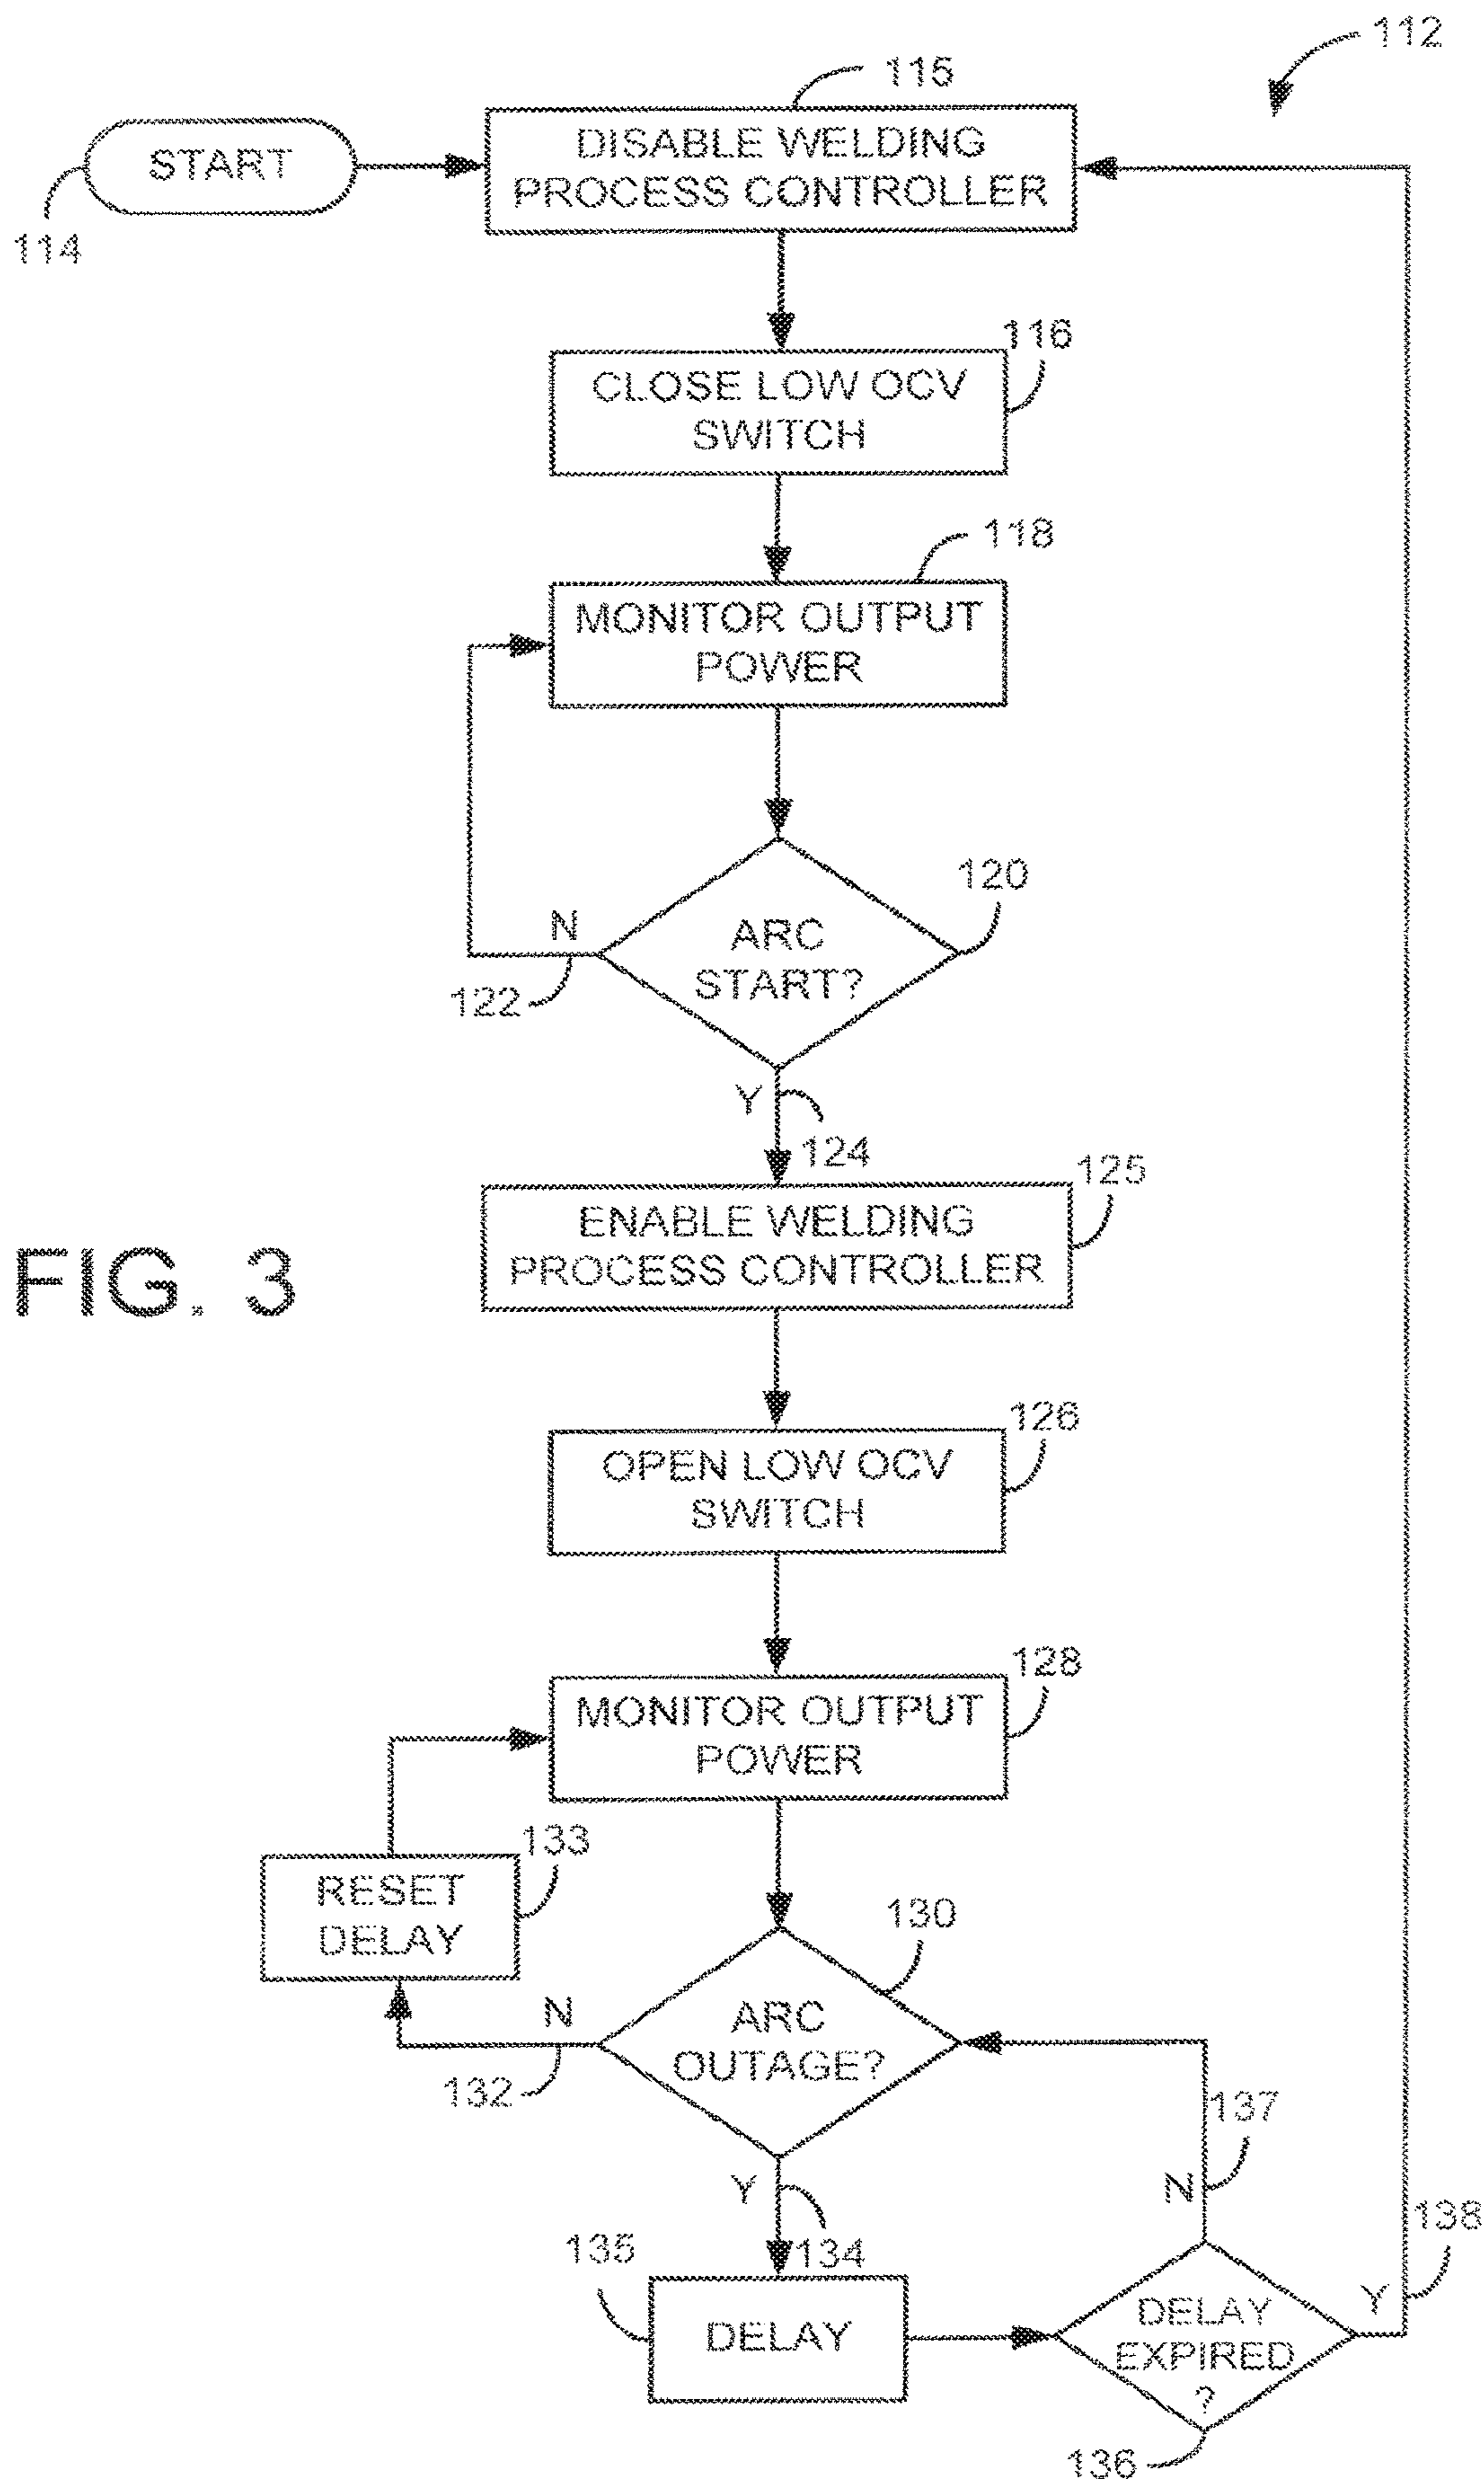 112
115
START
DISABLE WELDING
PROCESS CONTROLLER
114
116
CLOSE LOW OCV
SWITCH
118
MONITOR OUTPUT
POWER
120
N
ARC
START?
122
Y
124
125
ENABLE WELDING
PROCESS CONTROLLER
FIG. 3
126
OPEN LOW OCV
SWITCH
128
MONITOR OUTPUT
POWER
133
RESET
DELAY
130
N
ARC
OUTAGE?
132
137
Y
N
138
135
134
Y
DELAY
DELAY
EXPIRED
?
136